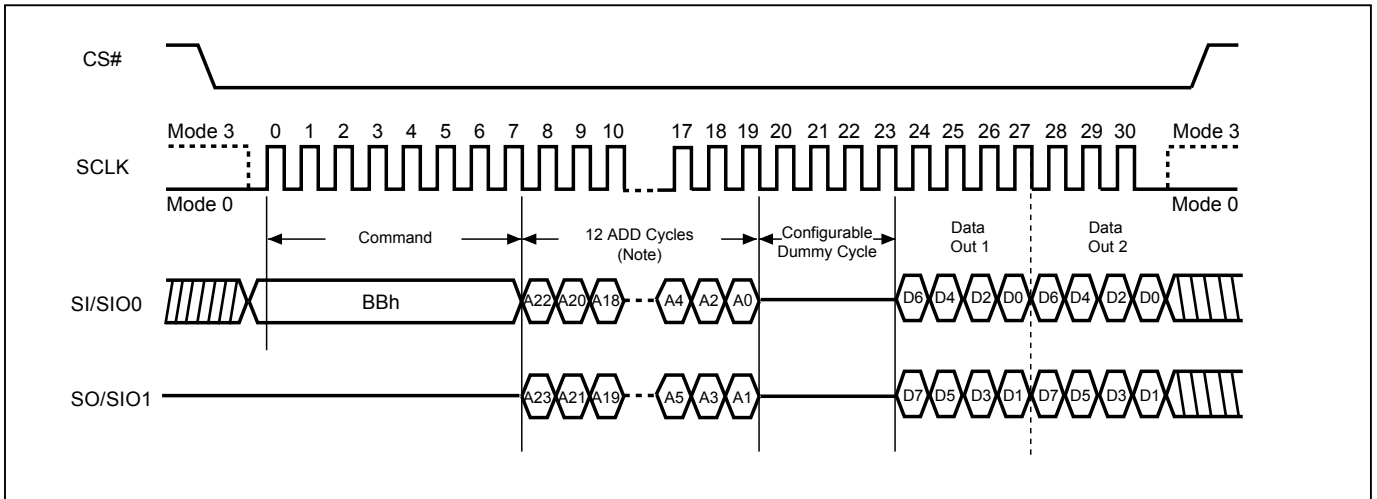 CS#
Mode 3 0 1 2 3 4 5 6 7 8 9 10 17 18 19 20 21 22 23 24 25 26 27 28 29 30 Mode 3
SCLK
Mode 0 Mode 0
Command 12 ADD Cycles (Note) Configurable Dummy Cycle Data Out 1 Data Out 2
SI/SIO0 BBh A22 A20 A18 A4 A2 A0 D6 D4 D2 D0 D6 D4 D2 D0
SO/SIO1 A23 A21 A19 A5 A3 A1 D7 D5 D3 D1 D7 D5 D3 D1